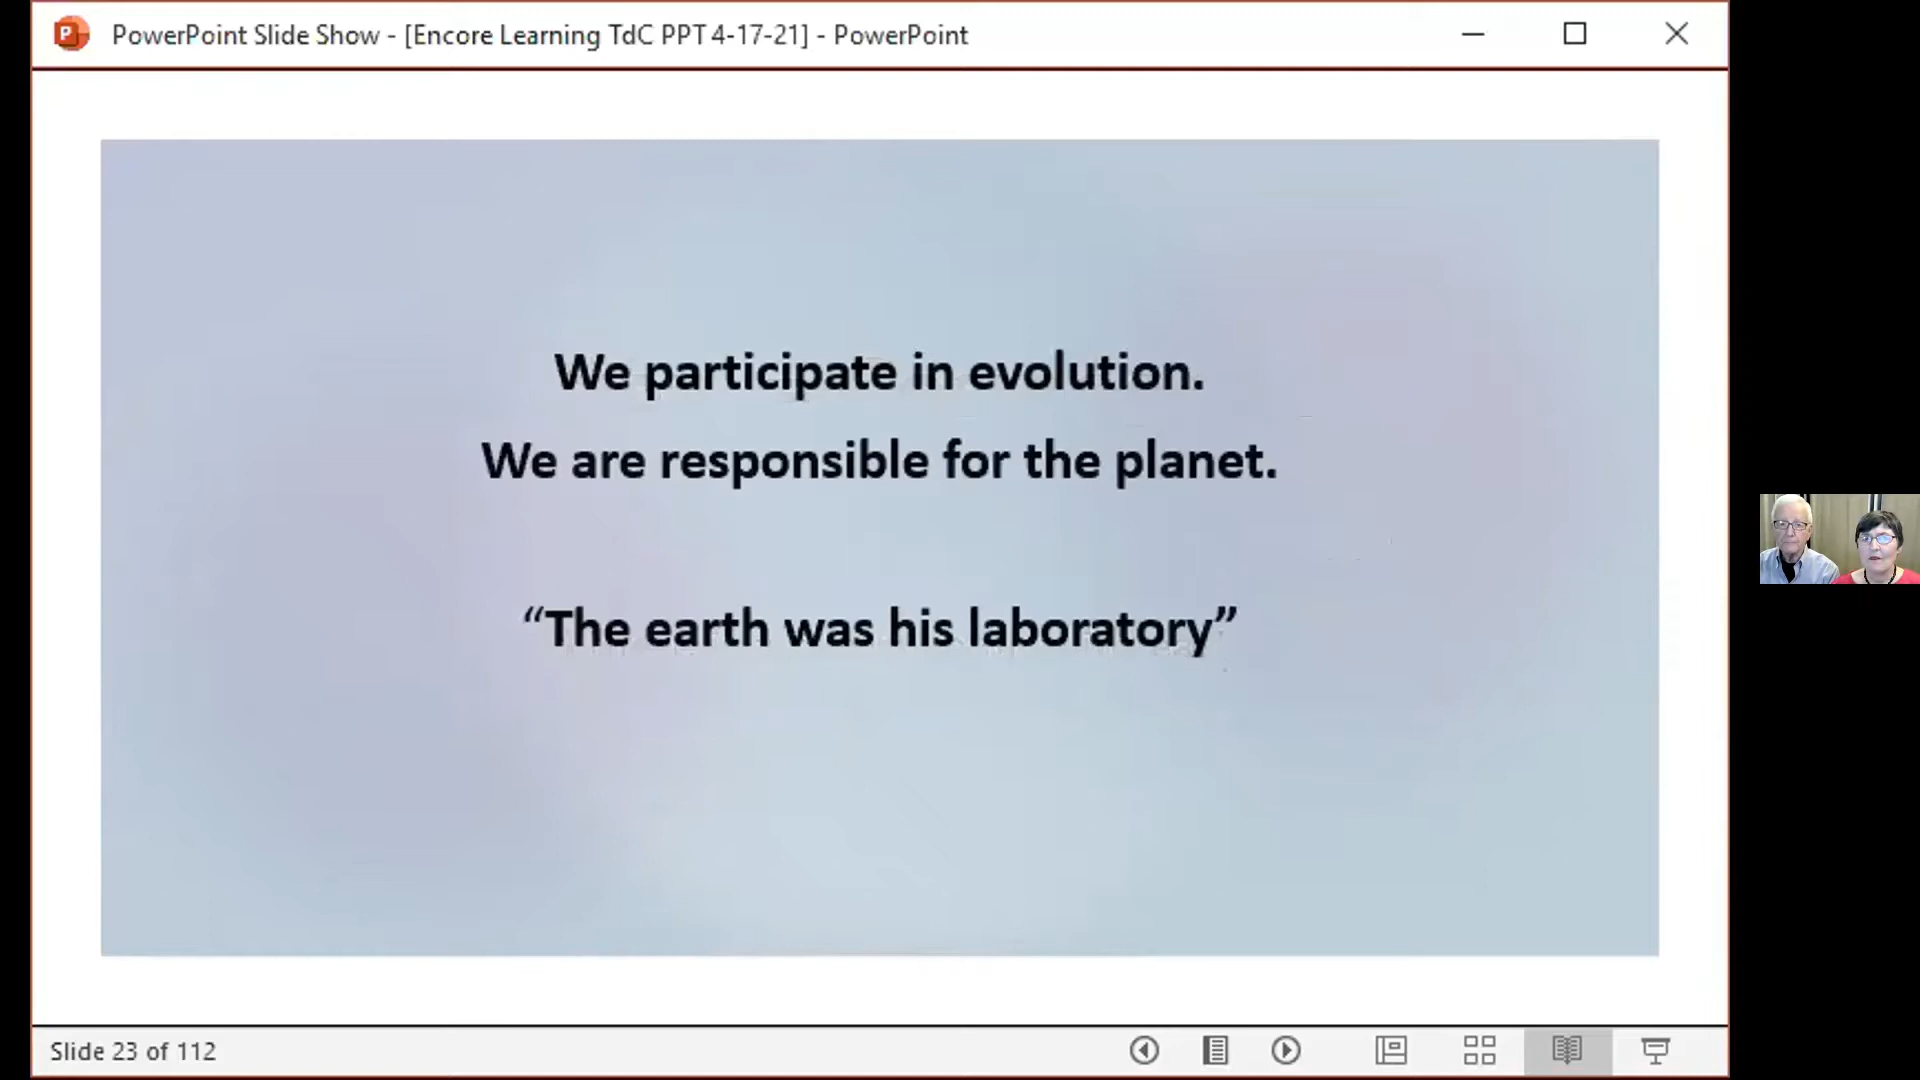 PowerPoint Slide Show - [Encore Learning TdC PPT 4-17-21] - PowerPoint
We participate in evolution.
We are responsible for the planet.
“The earth was his laboratory”
Slide 23 of 112